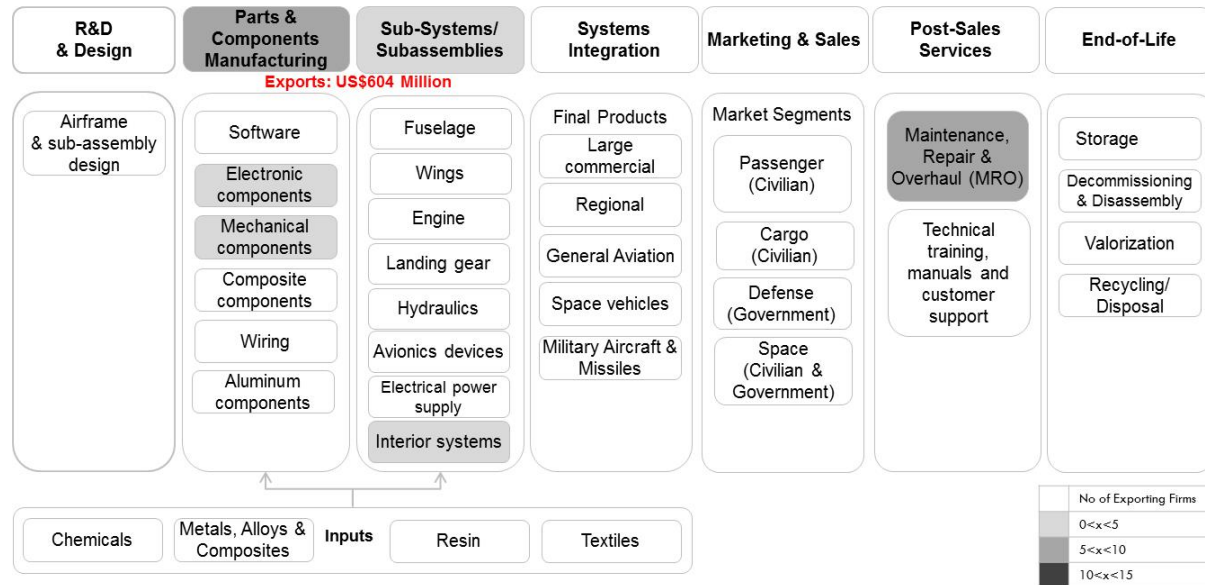 R&D
& Design
Parts &
Components
Manufacturing
Sub-Systems/
Subassemblies
Systems
Integration
Marketing & Sales
Post-Sales
Services
End-of-Life
Exports: US$604 Million
Airframe
& sub-assembly
design
Software
Electronic
components
Mechanical
components
Composite
components
Wiring
Aluminum
components
Fuselage
Wings
Engine
Landing gear
Hydraulics
Avionics devices
Electrical power
supply
Interior systems
Final Products
Large
commercial
Regional
General Aviation
Space vehicles
Military Aircraft &
Missiles
Market Segments
Passenger
(Civilian)
Cargo
(Civilian)
Defense
(Government)
Space
(Civilian &
Government)
Maintenance,
Repair &
Overhaul (MRO)
Technical
training,
manuals and
customer
support
Storage
Decommissioning
& Disassembly
Valorization
Recycling/
Disposal
Chemicals
Metals, Alloys &
Composites
Inputs
Resin
Textiles
No of Exporting Firms
0<x<5
5<x<10
10<x<15